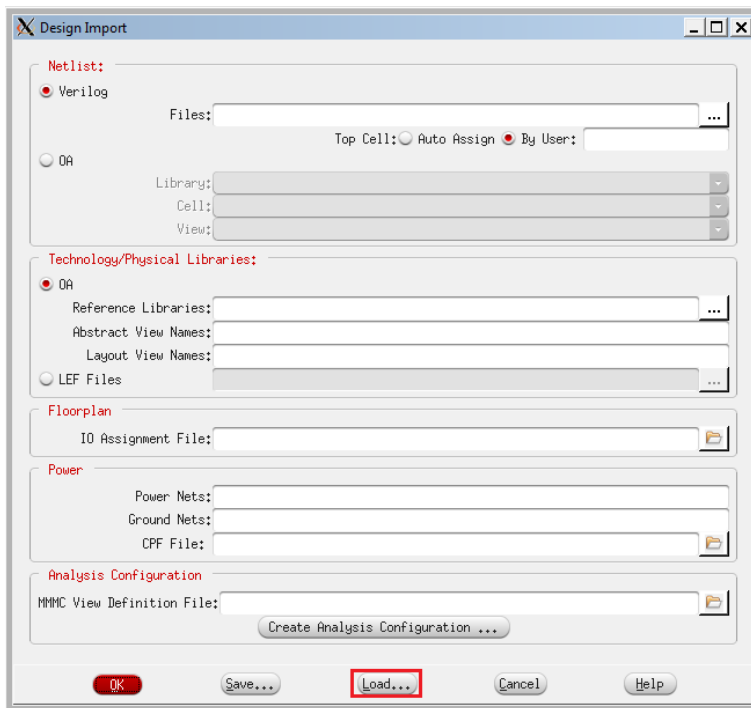 Design Import
Netlist:
Verilog
Files: ...
Top Cell: Auto Assign By User:
OA
Library:
Cell:
View:
Technology/Physical Libraries:
OA
Reference Libraries: ...
Abstract View Names:
Layout View Names:
LEF Files ...
Floorplan
IO Assignment File:
Power
Power Nets:
Ground Nets:
CPF File:
Analysis Configuration
MMMC View Definition File:
Create Analysis Configuration ...
OK Save... Load... Cancel Help